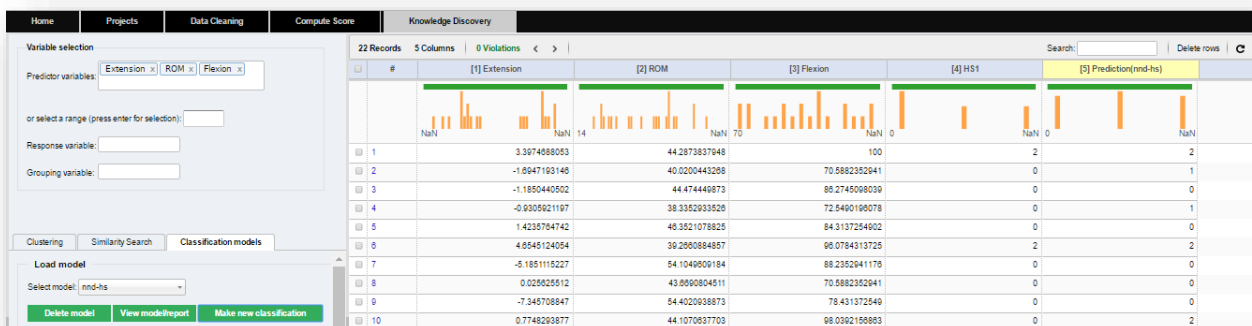 Home Projects Data Cleaning Compute Score Knowledge Discovery
Variable selection
Predictor variables: Extension x ROM x Flexion x
or select a range (press enter for selection):
Response variable:
Grouping variable:
Clustering Similarity Search Classification models
Load model
Select model: nnd-hs
Delete model View model/report Make new classification
22 Records 5 Columns 0 Violations < > Search: Delete rows
# [1] Extension [2] ROM [3] Flexion [4] HS1 [5] Prediction(nnd-hs)
NaN NaN 14 NaN 70 NaN 0 NaN 0 NaN
1 3.3974688053 44.2873837948 100 2 2
2 -1.6947193146 40.0200443268 70.5882352941 0 1
3 -1.1850440502 44.474449873 86.2745098039 0 0
4 -0.9305921197 38.3352933526 72.5490196078 0 1
5 1.4235764742 46.3521078825 84.3137254902 0 0
6 4.6545124054 39.2660884857 96.0784313725 2 2
7 -5.1851115227 54.1049609184 88.2352941176 0 0
8 0.025625512 43.6690804511 70.5882352941 0 0
9 -7.345708847 54.4020938873 78.431372549 0 0
10 0.7748293877 44.1070637703 98.0392156863 0 2